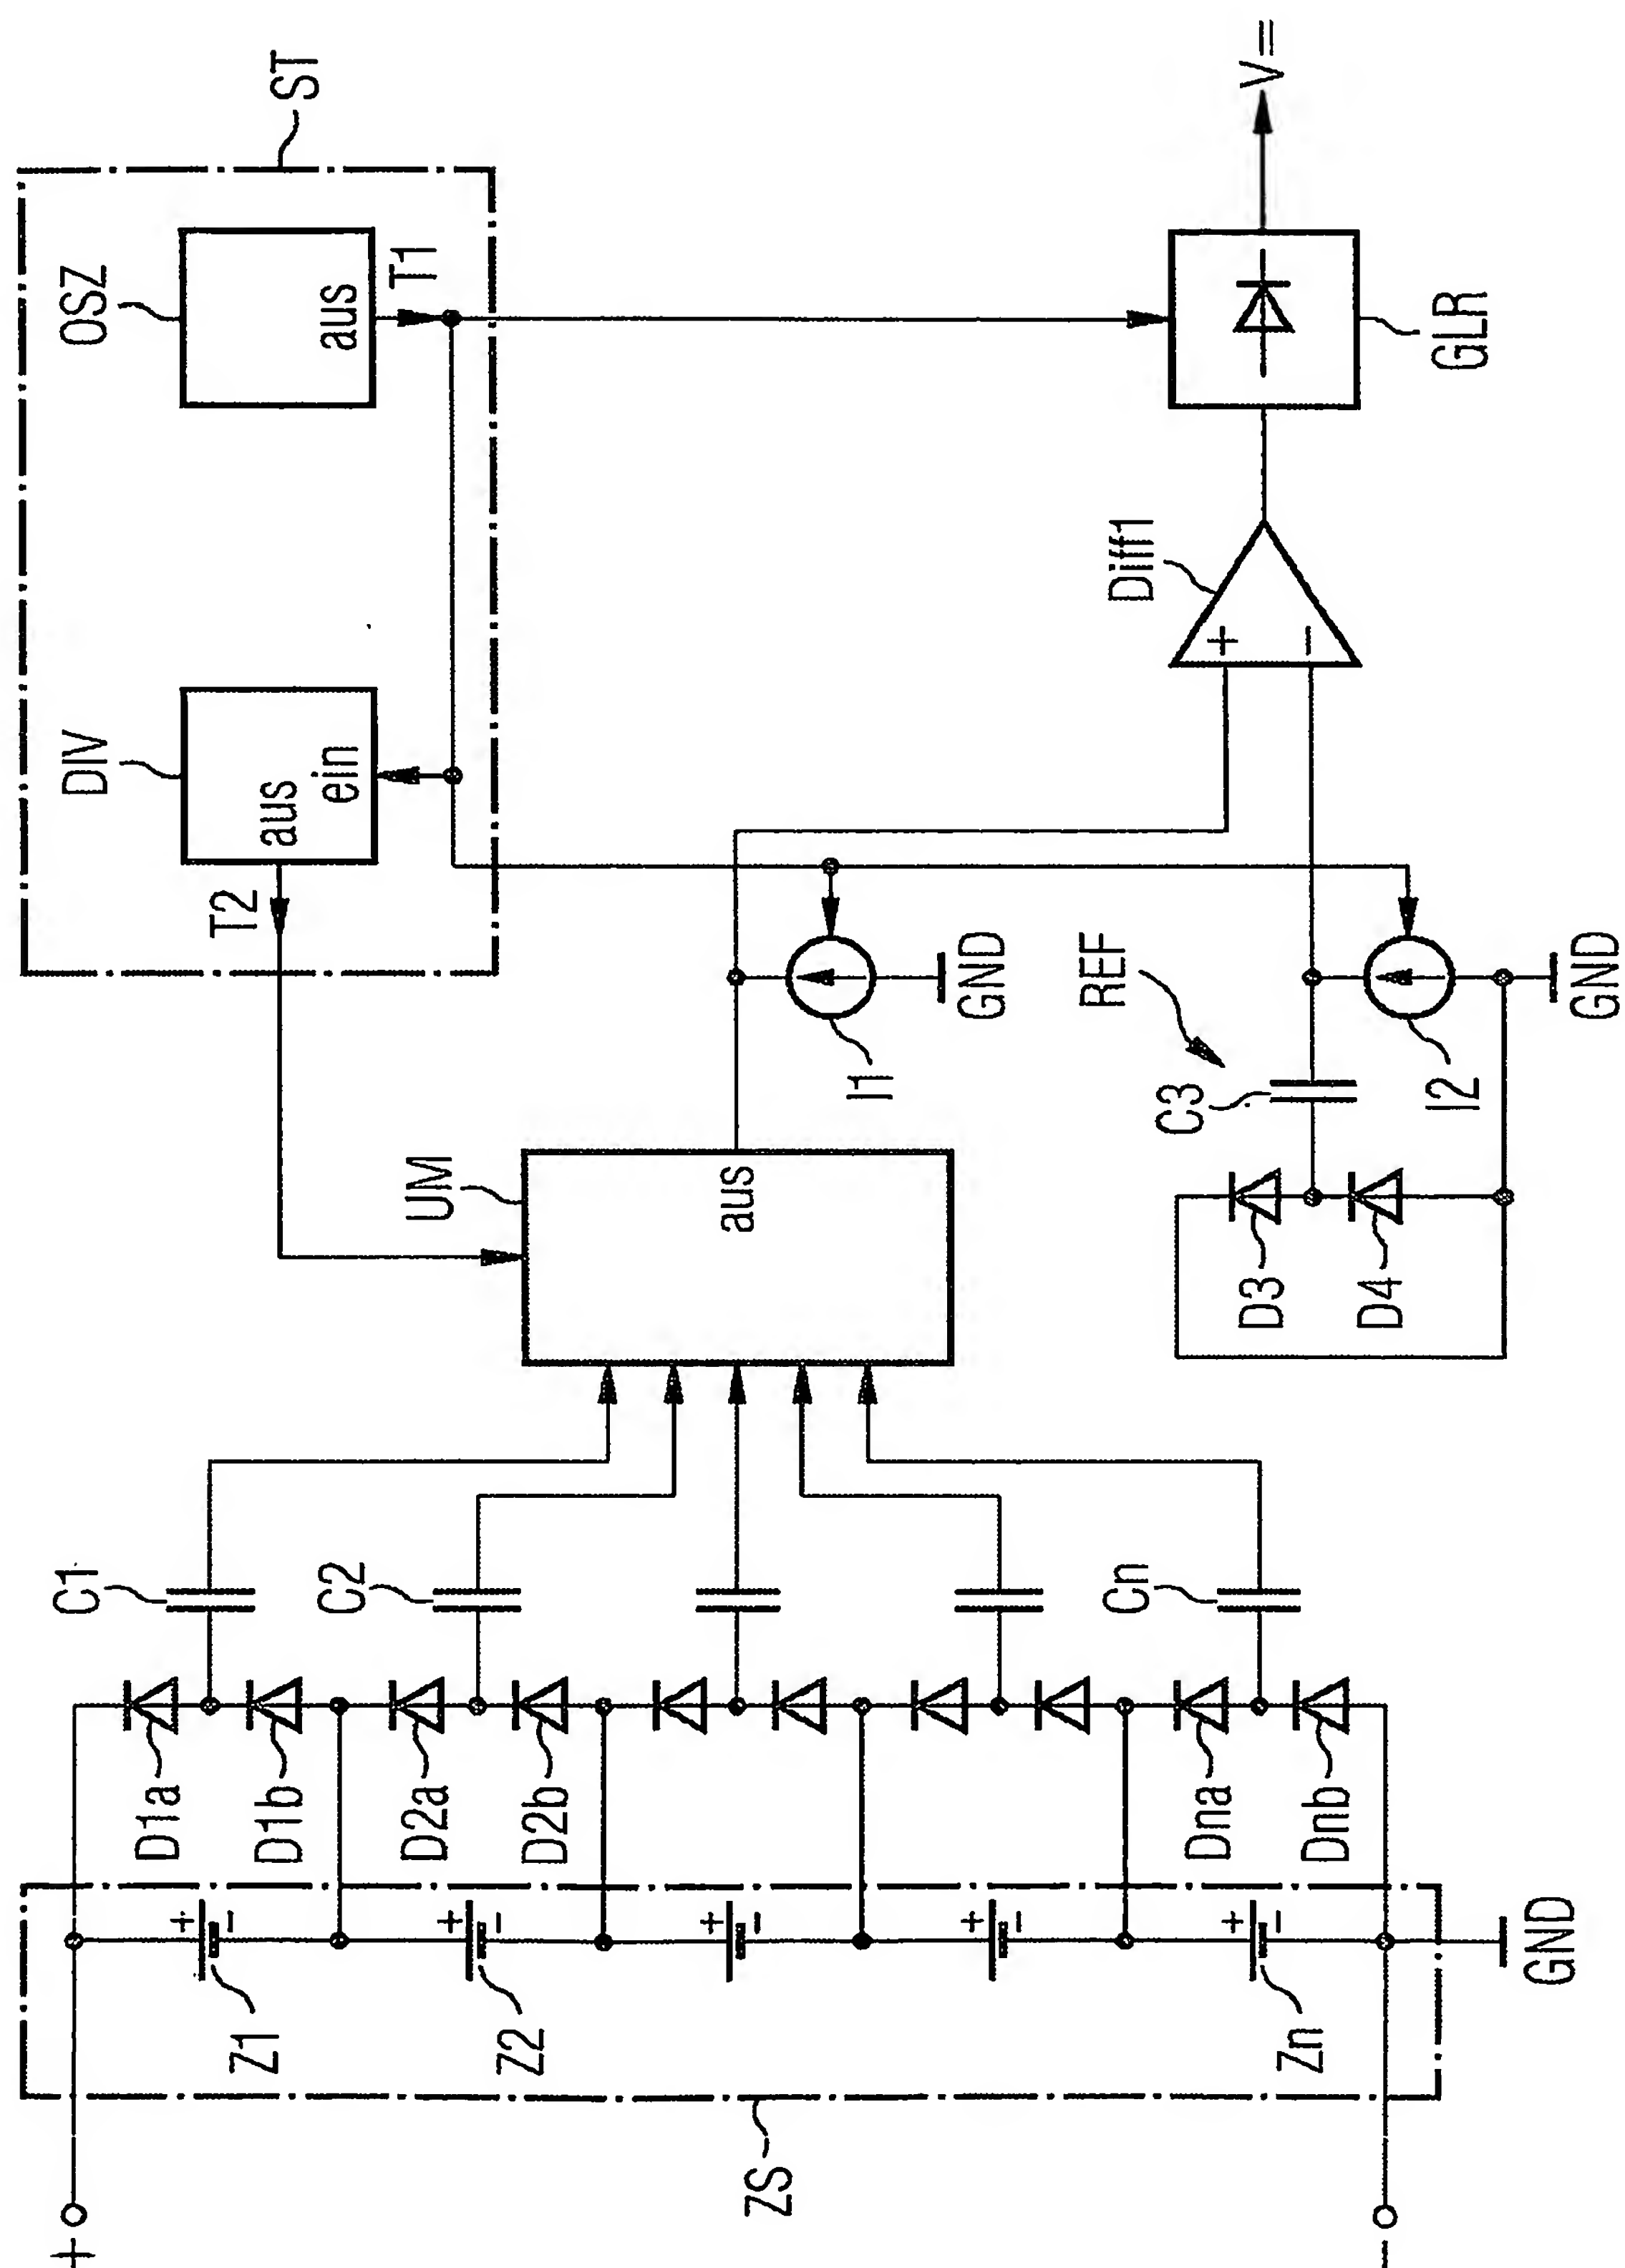 ST
OSZ
aus
T1
DIV
aus
ein
T2
V=
GLR
Diff1
+
−
UM
aus
I1
GND
REF
C3
I2
GND
D3
D4
C1
C2
Cn
D1a
D1b
D2a
D2b
Dna
Dnb
+
−
+
−
+
−
+
−
+
−
Z1
Z2
Zn
GND
ZS
+
−